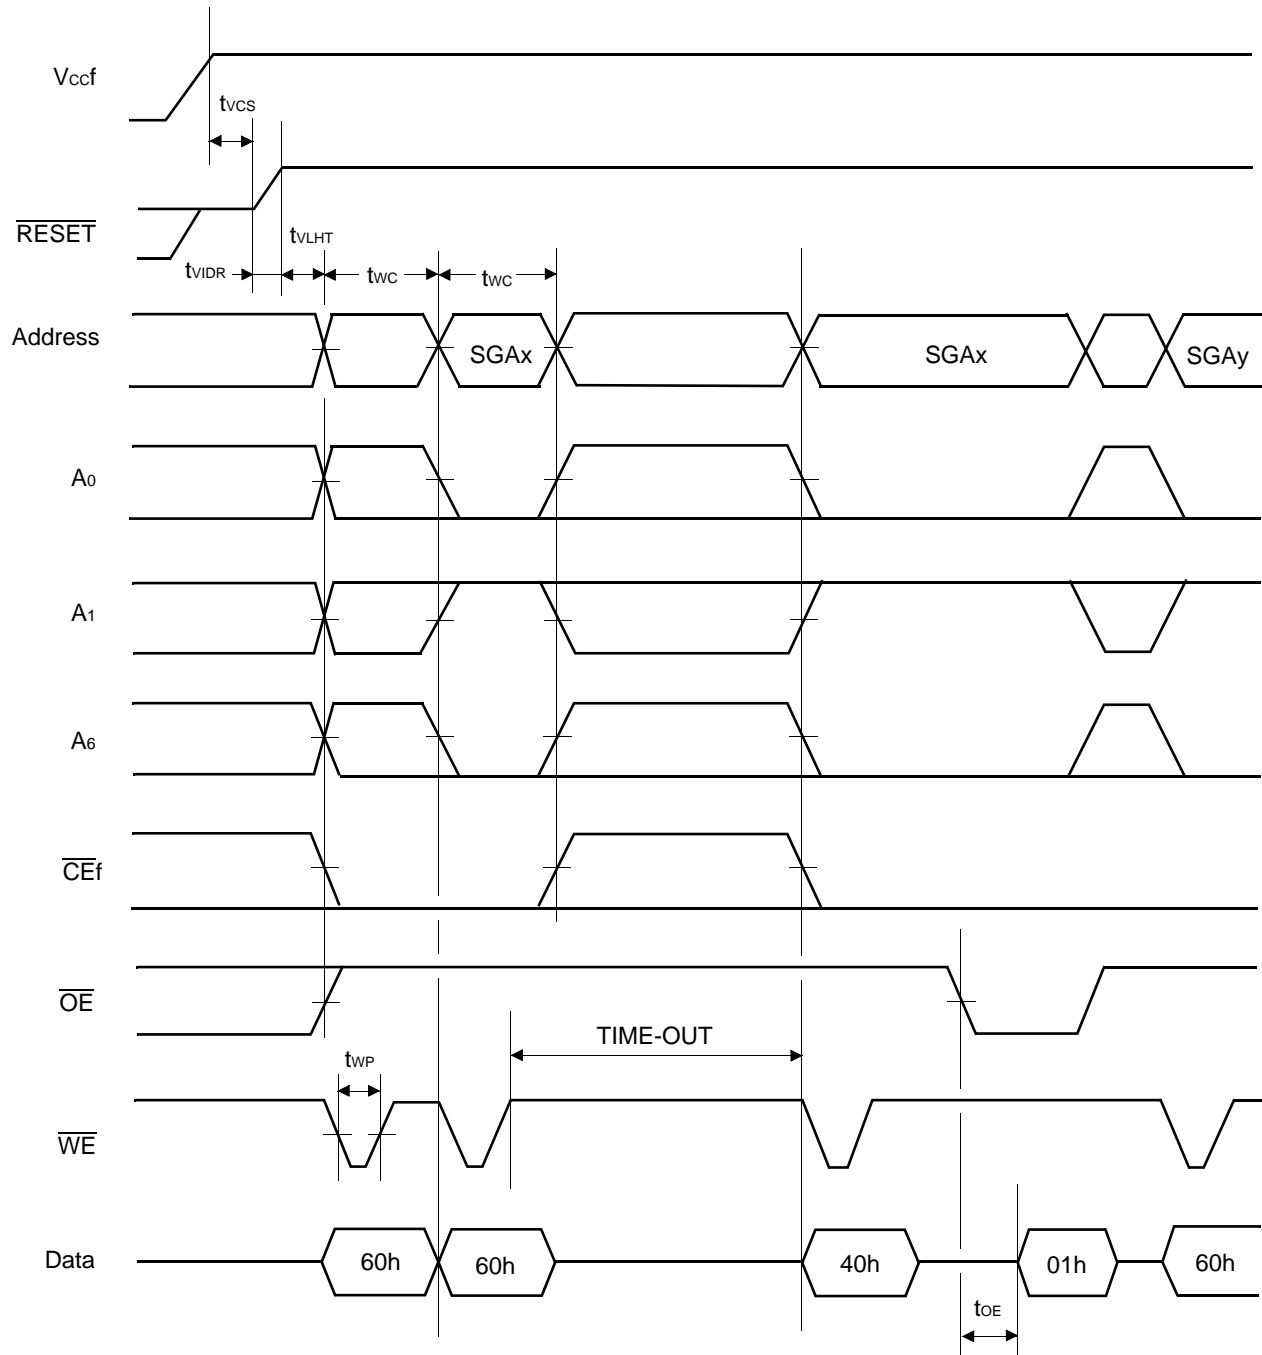 Vccf
tVCS
RESET
tVLHT
tVIDR
tWC
tWC
Address
SGAx
SGAx
SGAy
A0
A1
A6
CEf
OE
TIME-OUT
tWP
WE
Data
60h
60h
40h
01h
60h
tOE